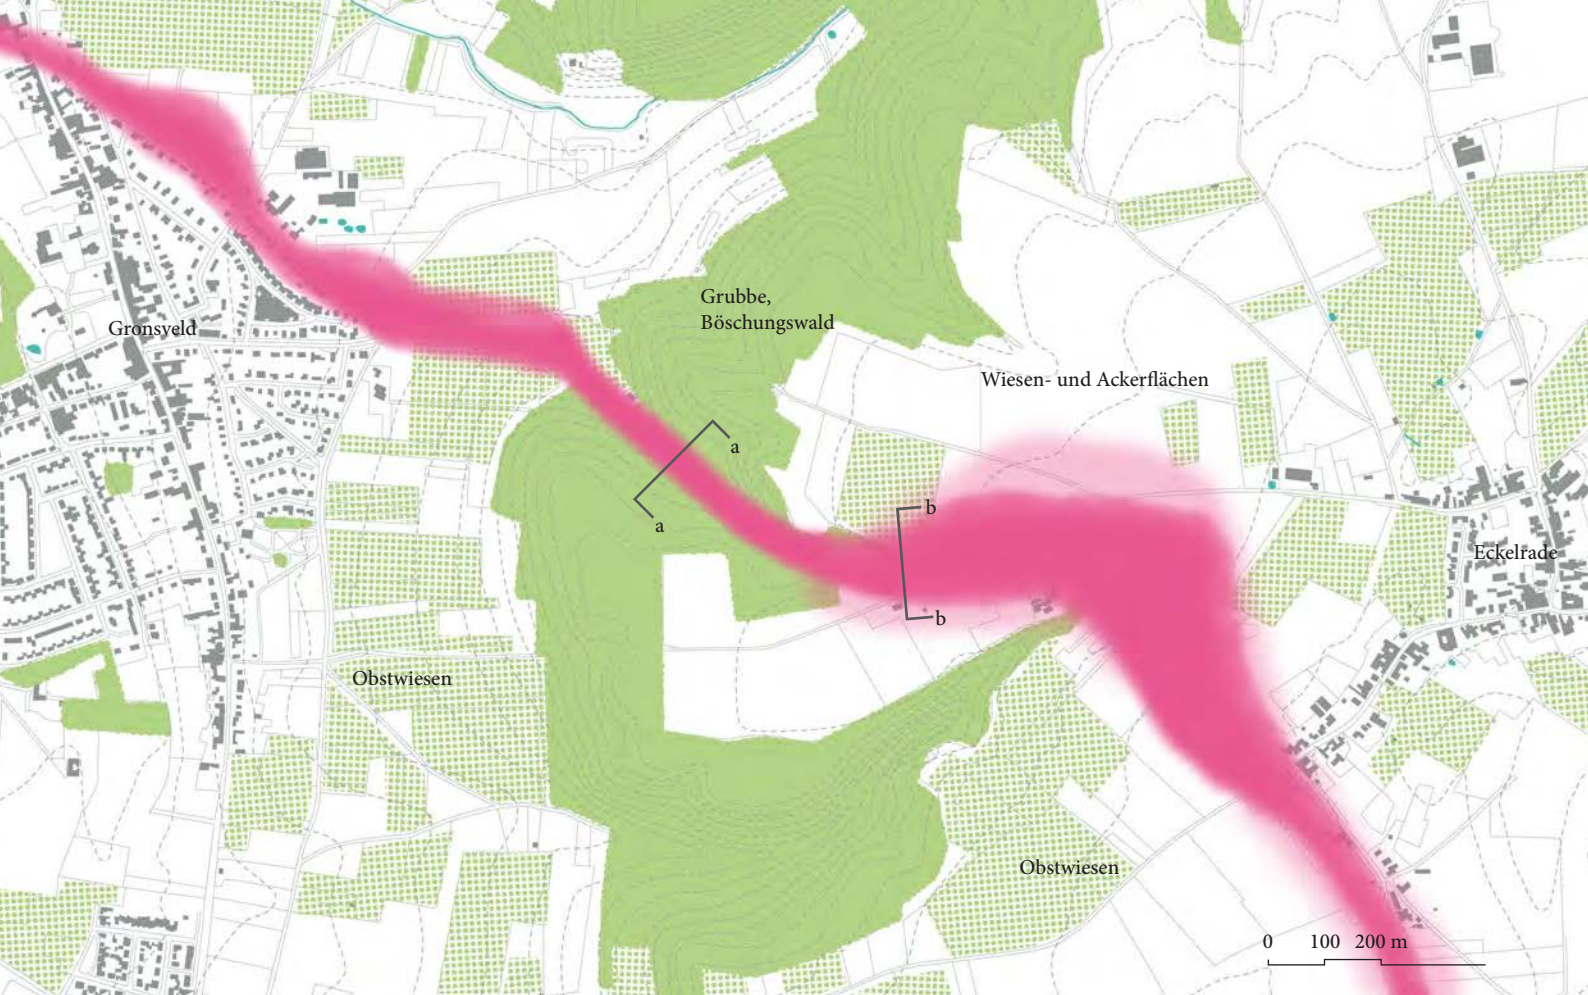 Grubbe,
Böschungswald
Gronsveld
Wiesen- und Ackerflächen
a
a
b
b
Eckelrade
Obstwiesen
Obstwiesen
0 100 200 m